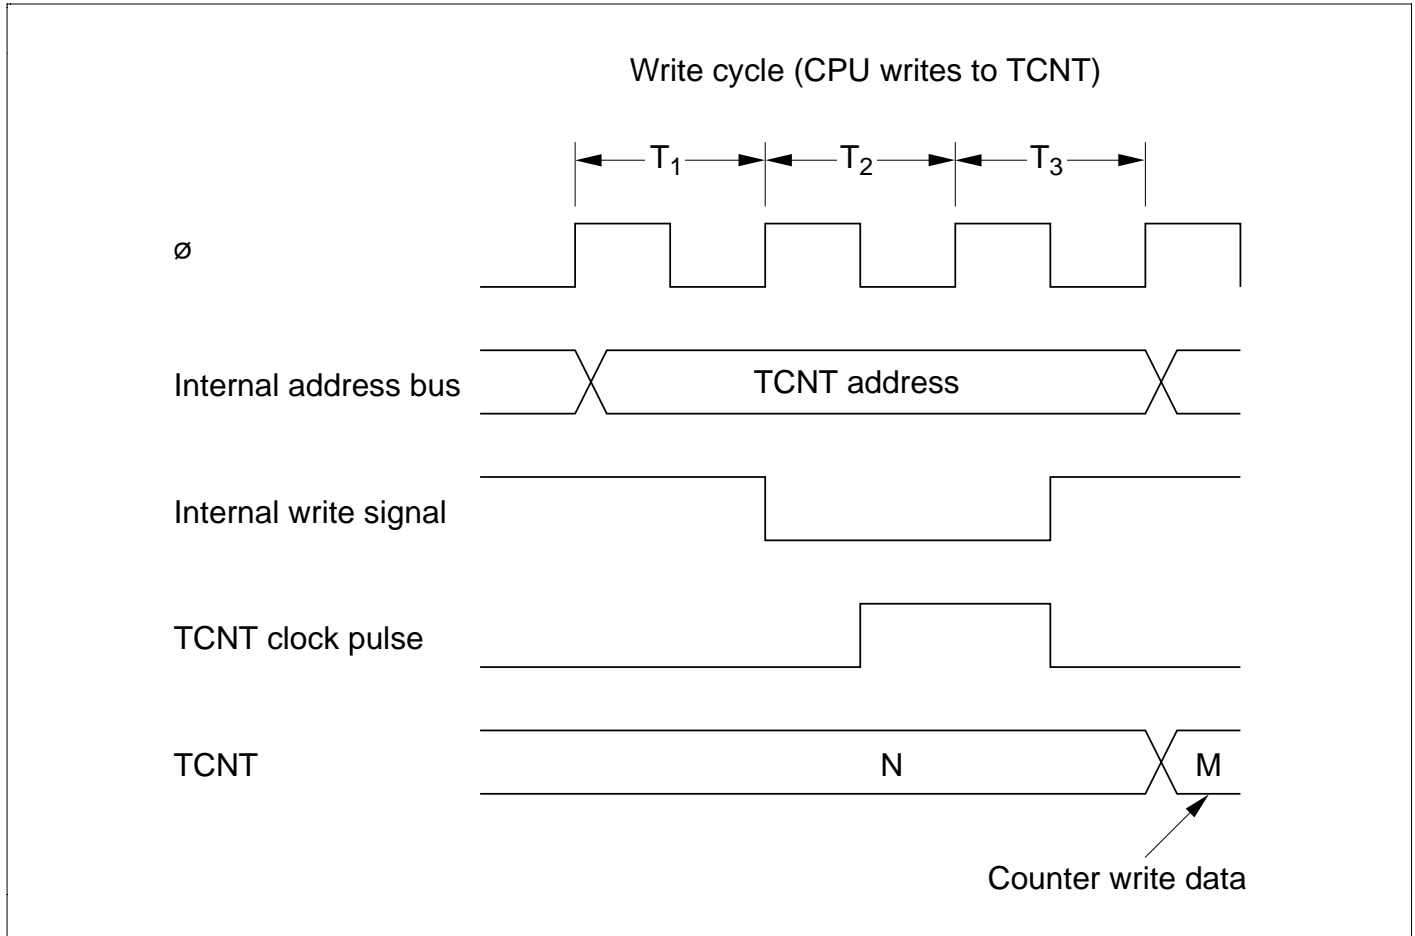 Write cycle (CPU writes to TCNT)
T1 T2 T3
ø
Internal address bus TCNT address
Internal write signal
TCNT clock pulse
TCNT N M
Counter write data